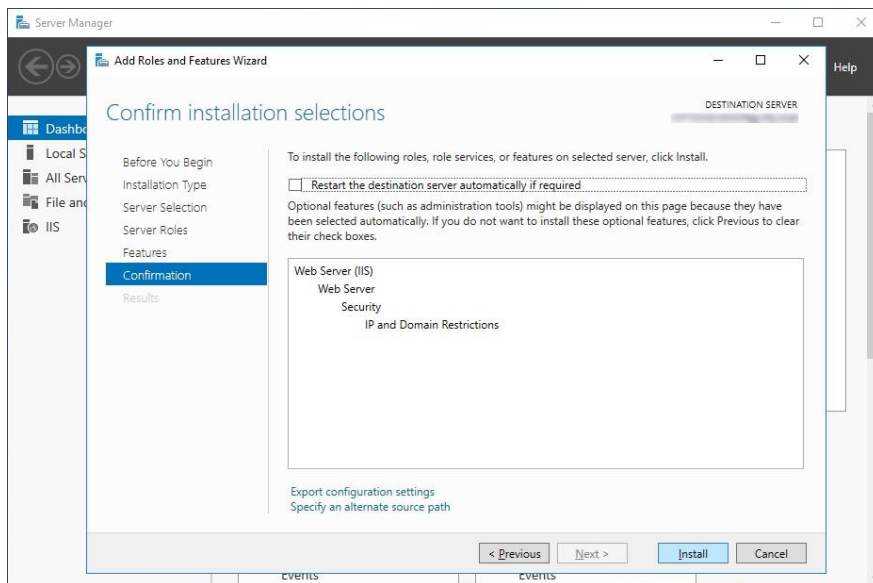 Server Manager
Add Roles and Features Wizard
Help
Confirm installation selections
DESTINATION SERVER
Dashbo
Local S
All Serv
File and
IIS
Before You Begin
Installation Type
Server Selection
Server Roles
Features
Confirmation
Results
To install the following roles, role services, or features on selected server, click Install.
Restart the destination server automatically if required
Optional features (such as administration tools) might be displayed on this page because they have
been selected automatically. If you do not want to install these optional features, click Previous to clear
their check boxes.
Web Server (IIS)
Web Server
Security
IP and Domain Restrictions
Export configuration settings
Specify an alternate source path
< Previous
Next >
Install
Cancel
Events
Events